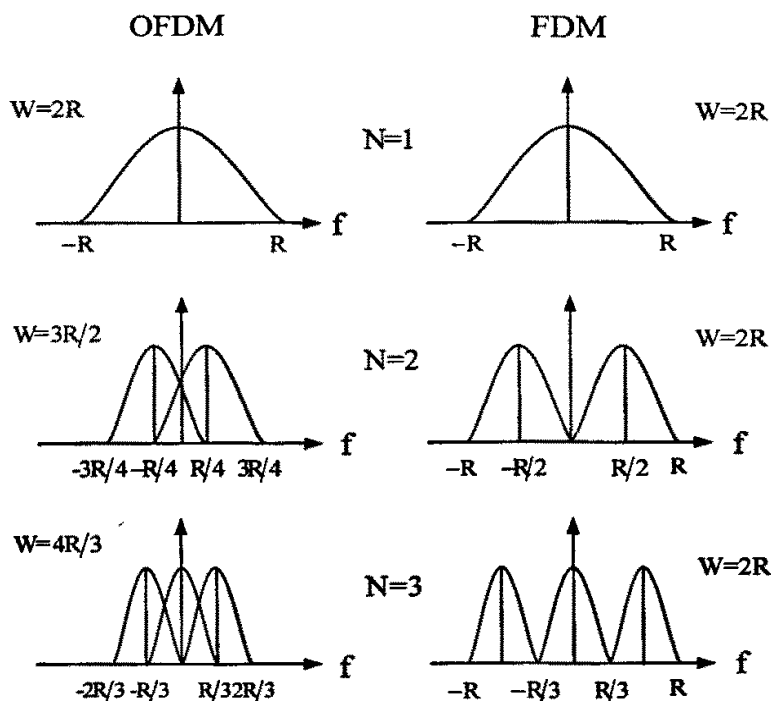 OFDM FDM
W=2R N=1 W=2R
f f
−R R −R R
W=3R/2 N=2 W=2R
f f
-3R/4 −R/4 R/4 3R/4 −R −R/2 R/2 R
W=4R/3 N=3 W=2R
f f
-2R/3 -R/3 R/3 2R/3 −R −R/3 R/3 R